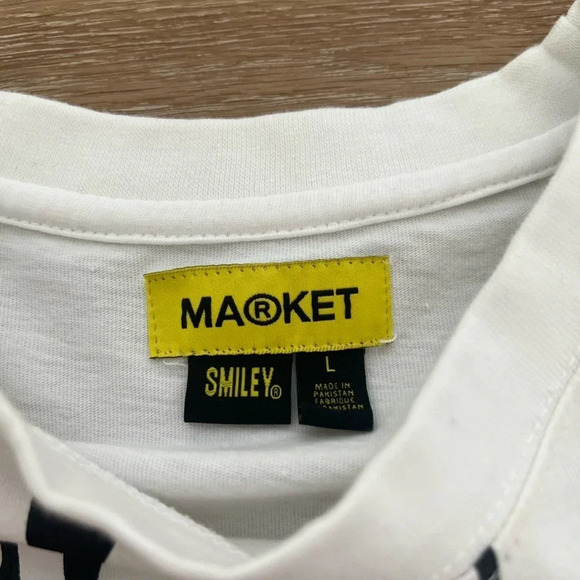 MA®KET
SMILEY®
L
MADE IN
PAKISTAN
FABRIQUE
PAKISTAN